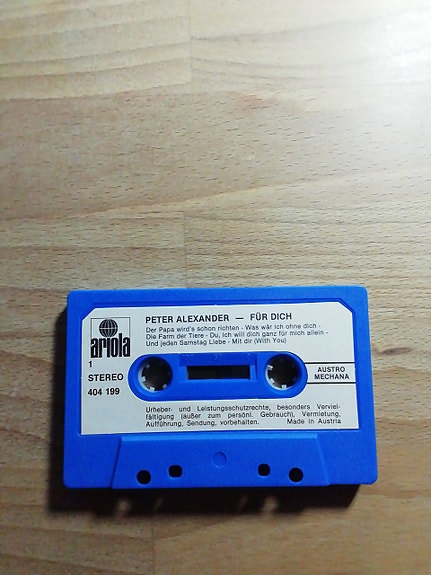 PETER ALEXANDER — FÜR DICH
Der Papa wird's schon richten - Was wär ich ohne dich -
Die Farm der Tiere - Du, ich will dich ganz für mich allein -
Und jeden Samstag Liebe - Mit dir (With You)
ariola
1
STEREO
404 199
AUSTRO
MECHANA
Urheber- und Leistungsschutzrechte, besonders Verviel-
fältigung (außer zum persönl. Gebrauch), Vermietung,
Aufführung, Sendung, vorbehalten. Made in Austria